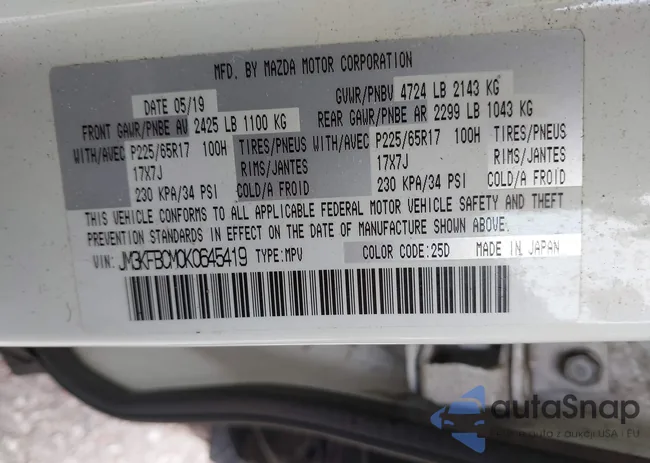 MFD. BY MAZDA MOTOR CORPORATION
DATE 05/19 GVWR/PNBV 4724 LB 2143 KG
FRONT GAWR/PNBE AV 2425 LB 1100 KG REAR GAWR/PNBE AR 2299 LB 1043 KG
WITH/AVEC P225/65R17 100H TIRES/PNEUS WITH/AVEC P225/65R17 100H TIRES/PNEUS
17X7J RIMS/JANTES 17X7J RIMS/JANTES
230 KPA/34 PSI COLD/A FROID 230 KPA/34 PSI COLD/A FROID
THIS VEHICLE CONFORMS TO ALL APPLICABLE FEDERAL MOTOR VEHICLE SAFETY AND THEFT
PREVENTION STANDARDS IN EFFECT ON THE DATE OF MANUFACTURE SHOWN ABOVE.
VIN: JM3KFBCM0K0645419 TYPE:MPV COLOR CODE:25D MADE IN JAPAN
autaSnap
auta z aukcji USA - EU